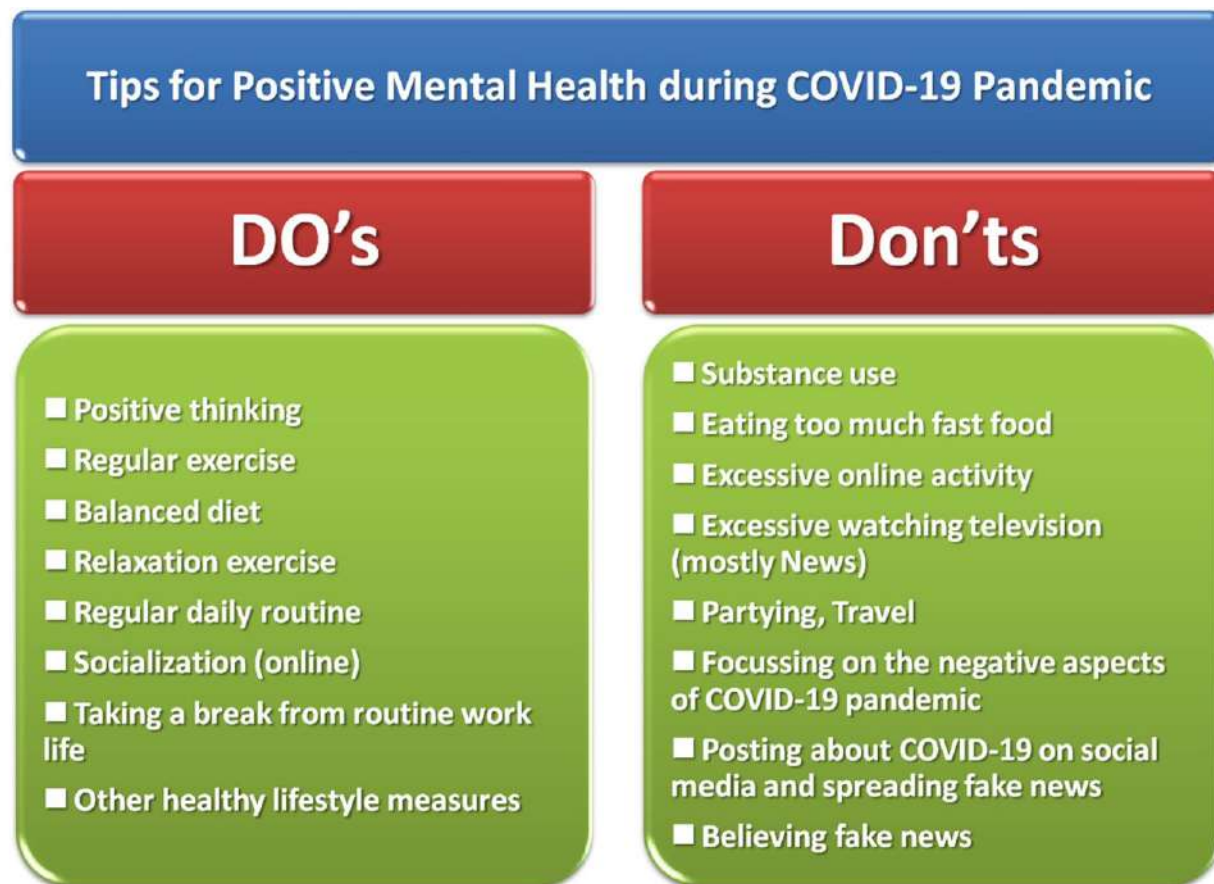 Tips for Positive Mental Health during COVID-19 Pandemic
DO's
Don'ts
■ Positive thinking
■ Regular exercise
■ Balanced diet
■ Relaxation exercise
■ Regular daily routine
■ Socialization (online)
■ Taking a break from routine work
life
■ Other healthy lifestyle measures
■ Substance use
■ Eating too much fast food
■ Excessive online activity
■ Excessive watching television
(mostly News)
■ Partying, Travel
■ Focussing on the negative aspects
of COVID-19 pandemic
■ Posting about COVID-19 on social
media and spreading fake news
■ Believing fake news